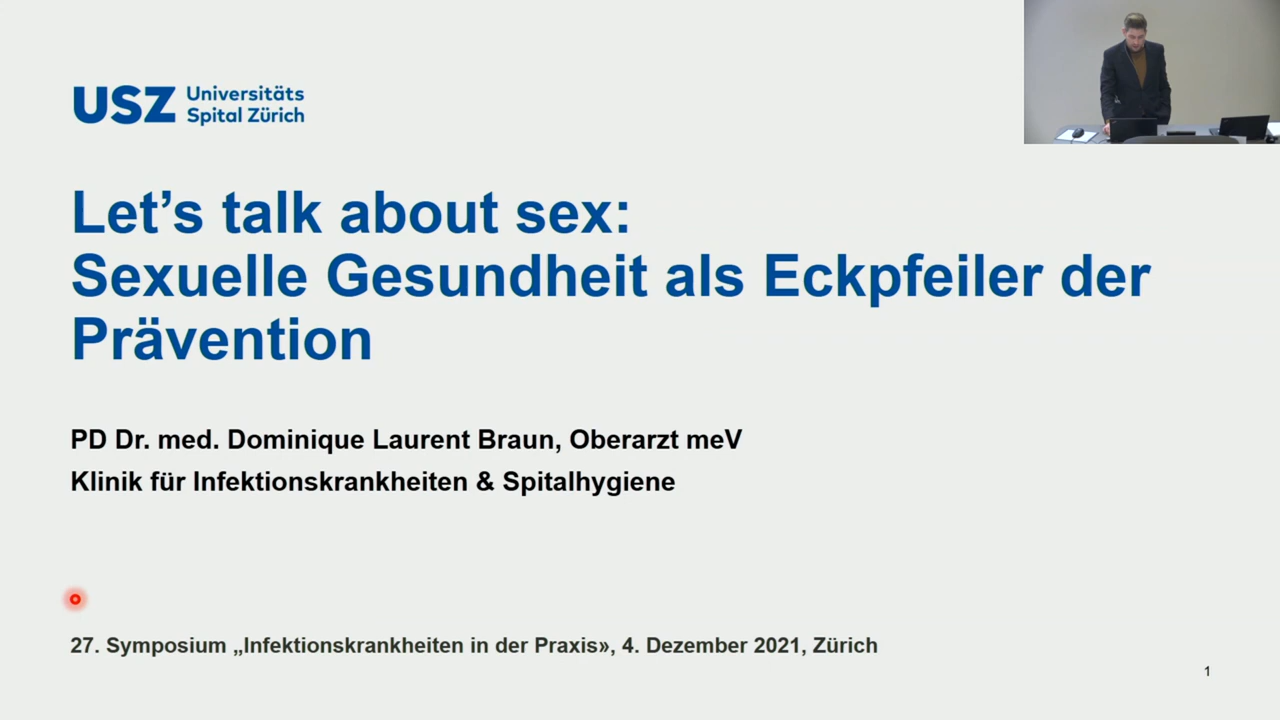 USZ Universitäts
Spital Zürich
Let’s talk about sex:
Sexuelle Gesundheit als Eckpfeiler der
Prävention
PD Dr. med. Dominique Laurent Braun, Oberarzt meV
Klinik für Infektionskrankheiten & Spitalhygiene
27. Symposium „Infektionskrankheiten in der Praxis», 4. Dezember 2021, Zürich
1